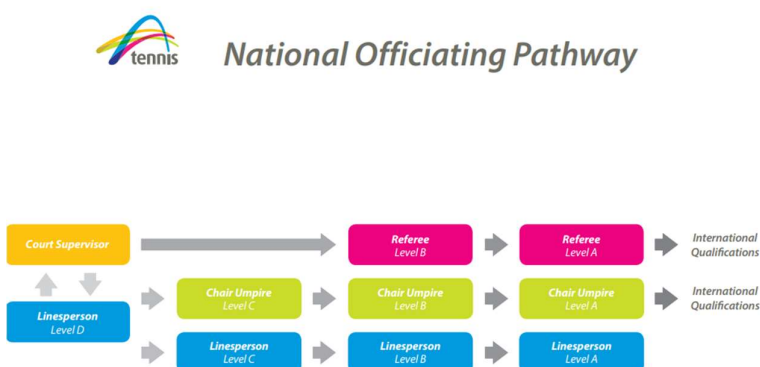 tennis
National Officiating Pathway
Court Supervisor
Referee
Level B
Referee
Level A
International
Qualifications
Chair Umpire
Level C
Chair Umpire
Level B
Chair Umpire
Level A
International
Qualifications
Linesperson
Level D
Linesperson
Level C
Linesperson
Level B
Linesperson
Level A